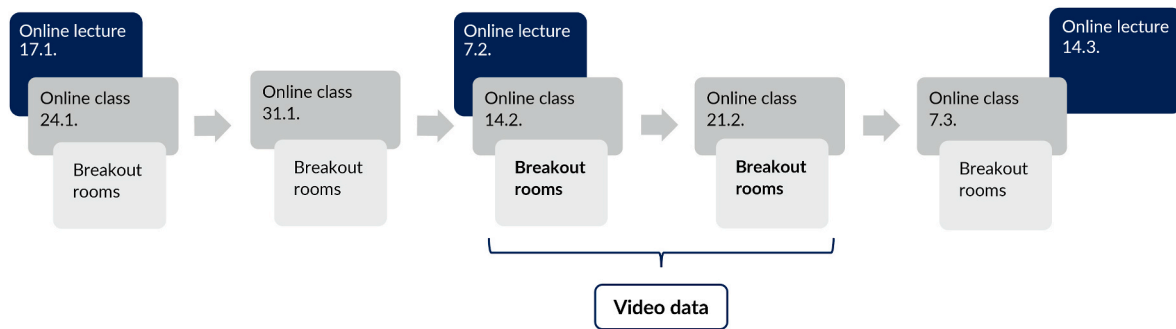 Online lecture
17.1.
Online class
24.1.
Breakout
rooms
Online class
31.1.
Breakout
rooms
Online lecture
7.2.
Online class
14.2.
Breakout
rooms
Online class
21.2.
Breakout
rooms
Online lecture
14.3.
Online class
7.3.
Breakout
rooms
Video data